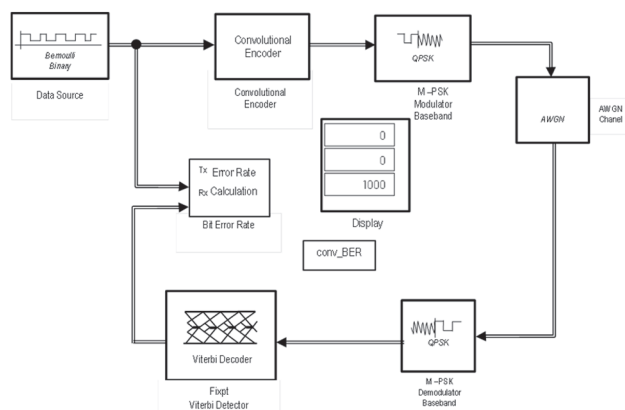 Bernoulli
Binary
Data Source
Convolutional
Encoder
Convolutional
Encoder
QPSK
M –PSK
Modulator
Baseband
AWGN
AWGN
Chanel
Tx Error Rate
Rx Calculation
Bit Error Rate
0
0
1000
Display
conv_BER
Viterbi Decoder
Fixpt
Viterbi Detector
QPSK
M –PSK
Demodulator
Baseband